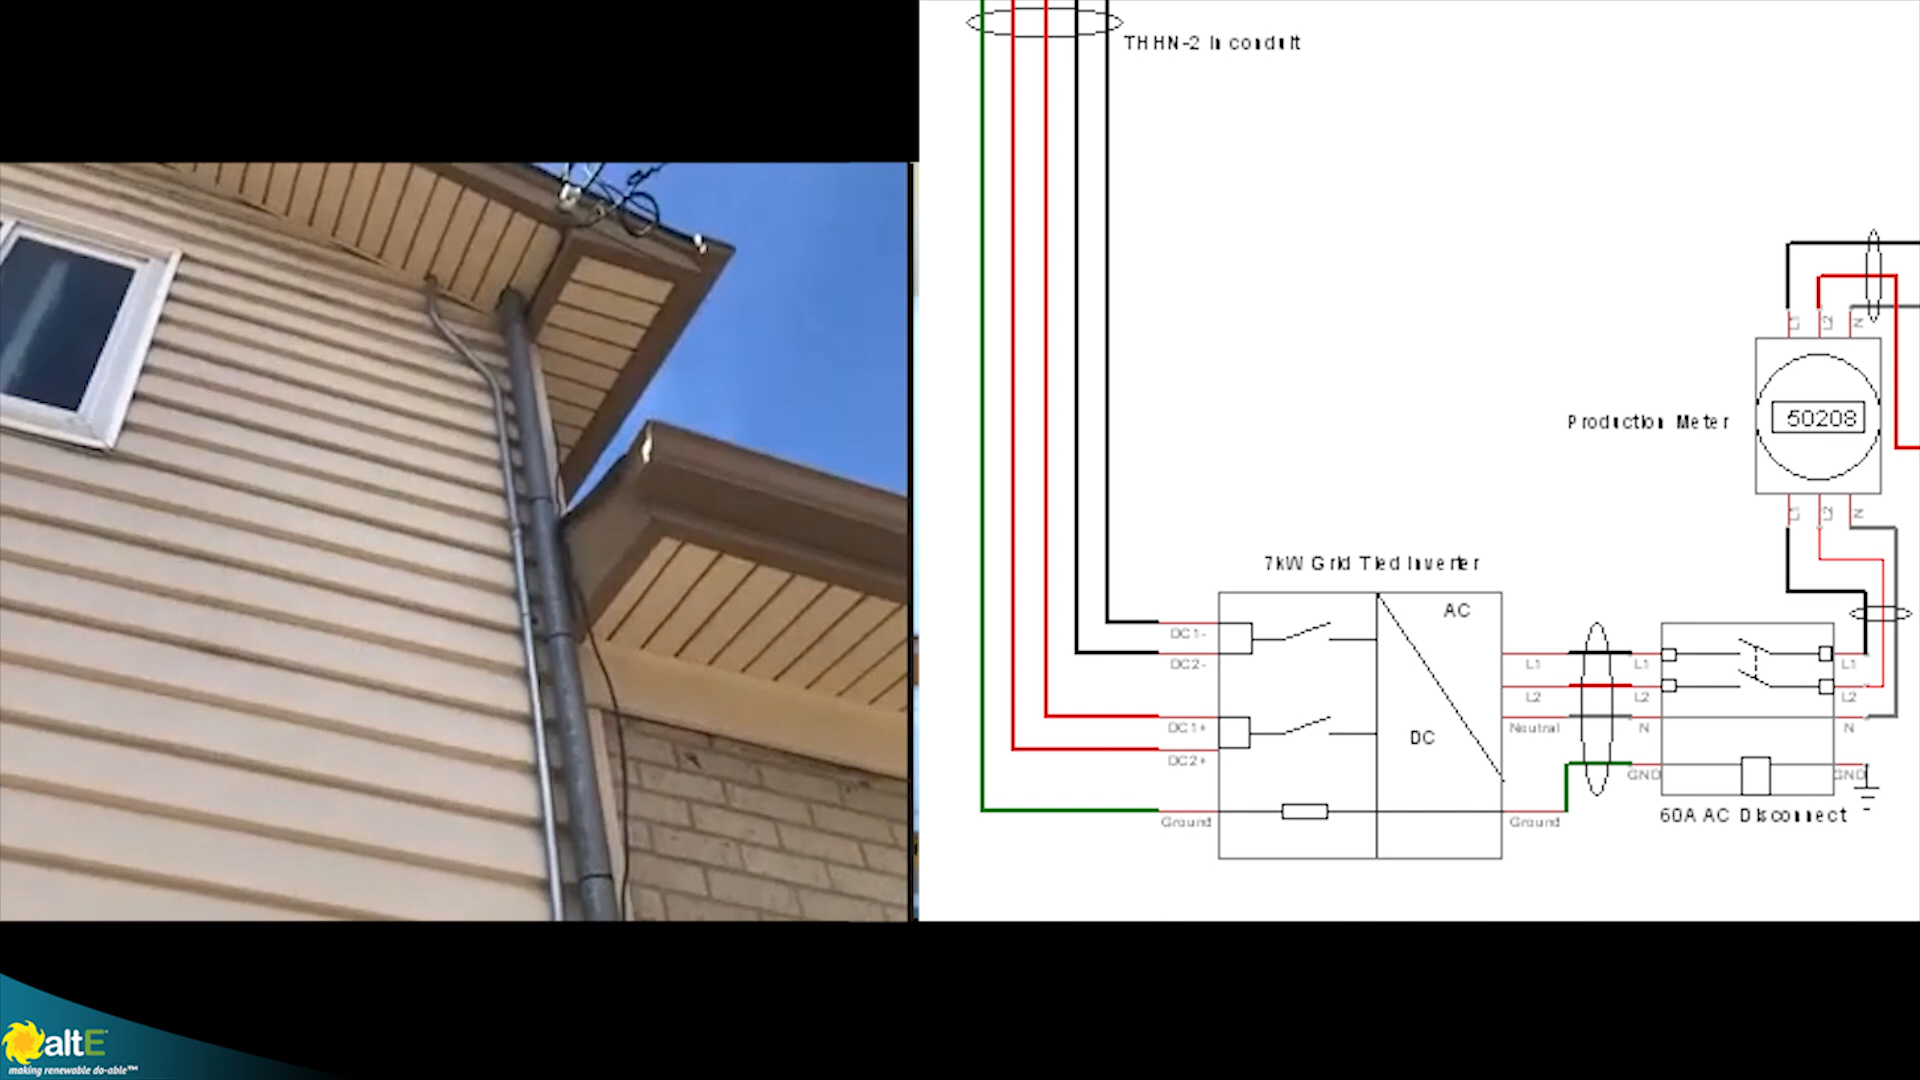 THHN-2 in conduit
L1 L2 N
Production Meter
50208
L1 L2 N
7kW Grid Tied Inverter
AC
DC
DC1-
DC2-
DC1+
DC2+
Ground
L1
L2
Neutral
Ground
L1
L2
N
GND
L1
L2
N
GND
60A AC Disconnect
altE
making renewable do-able™